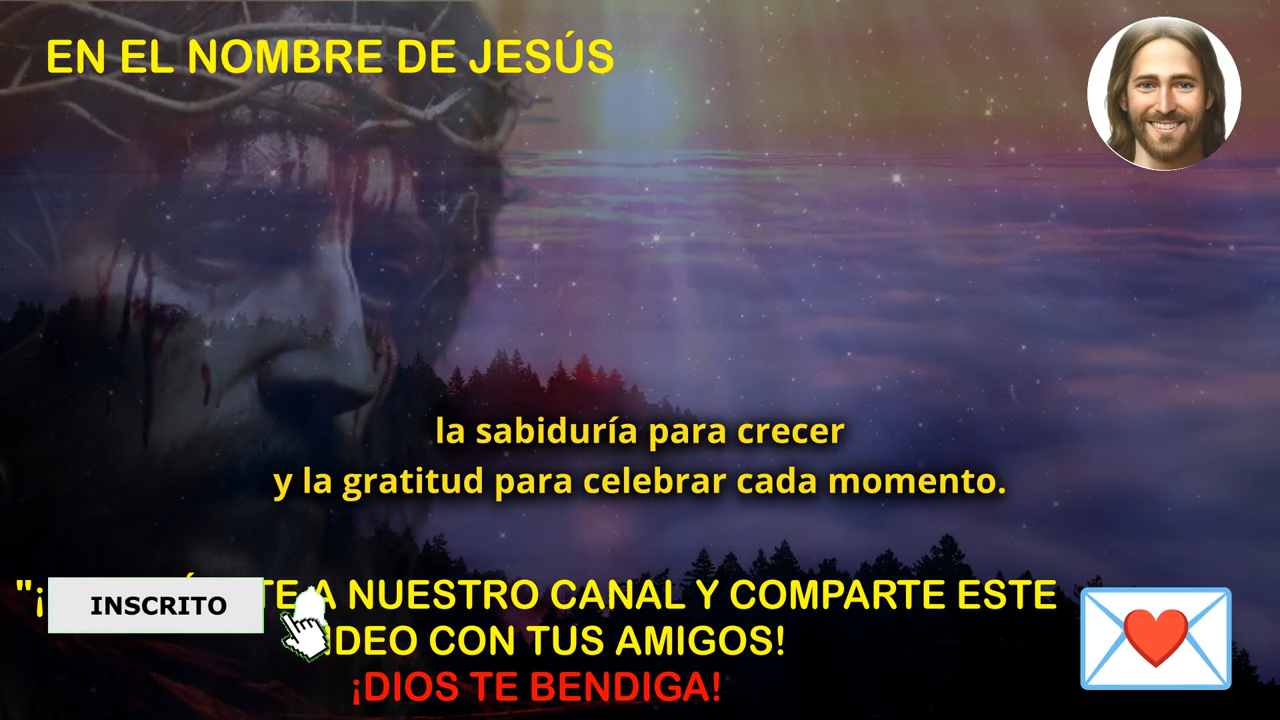 EN EL NOMBRE DE JESÚS
la sabiduría para crecer
y la gratitud para celebrar cada momento.
INSCRITO
A NUESTRO CANAL Y COMPARTE ESTE
CON TUS AMIGOS!
¡DIOS TE BENDIGA!